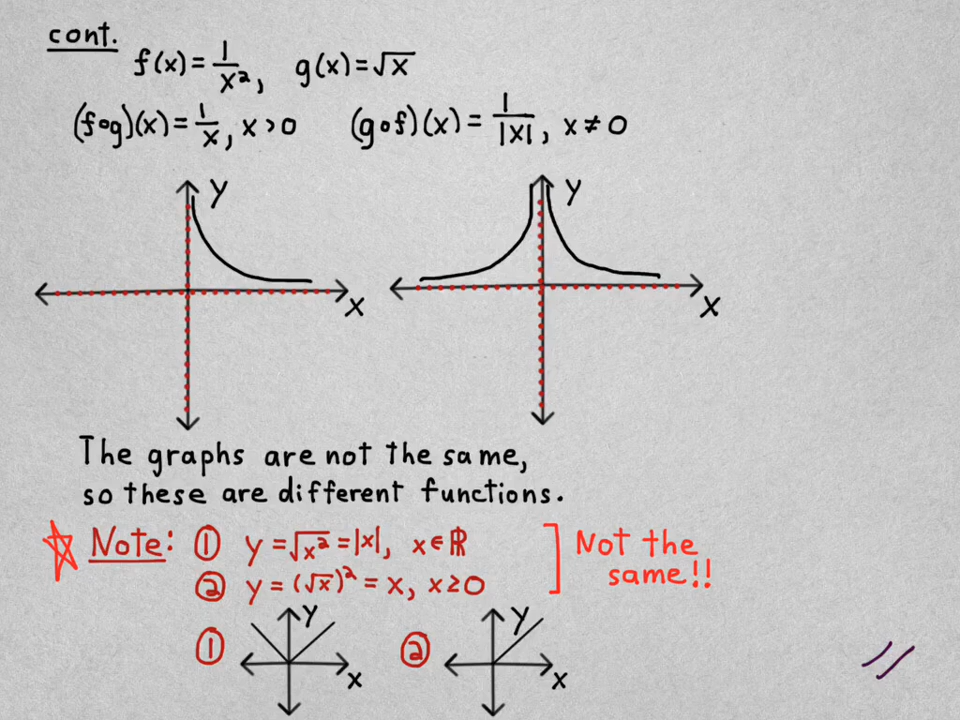 cont.
f(x)=1/x², g(x)=√x
(f∘g)(x)=1/x, x>0 (g∘f)(x)=1/|x|, x≠0
y y
x x
The graphs are not the same,
so these are different functions.
☆ Note: ① y=√x²=|x|, x∈ℝ ] Not the
② y=(√x)²=x, x≥0 same!!
① y ② y
x x